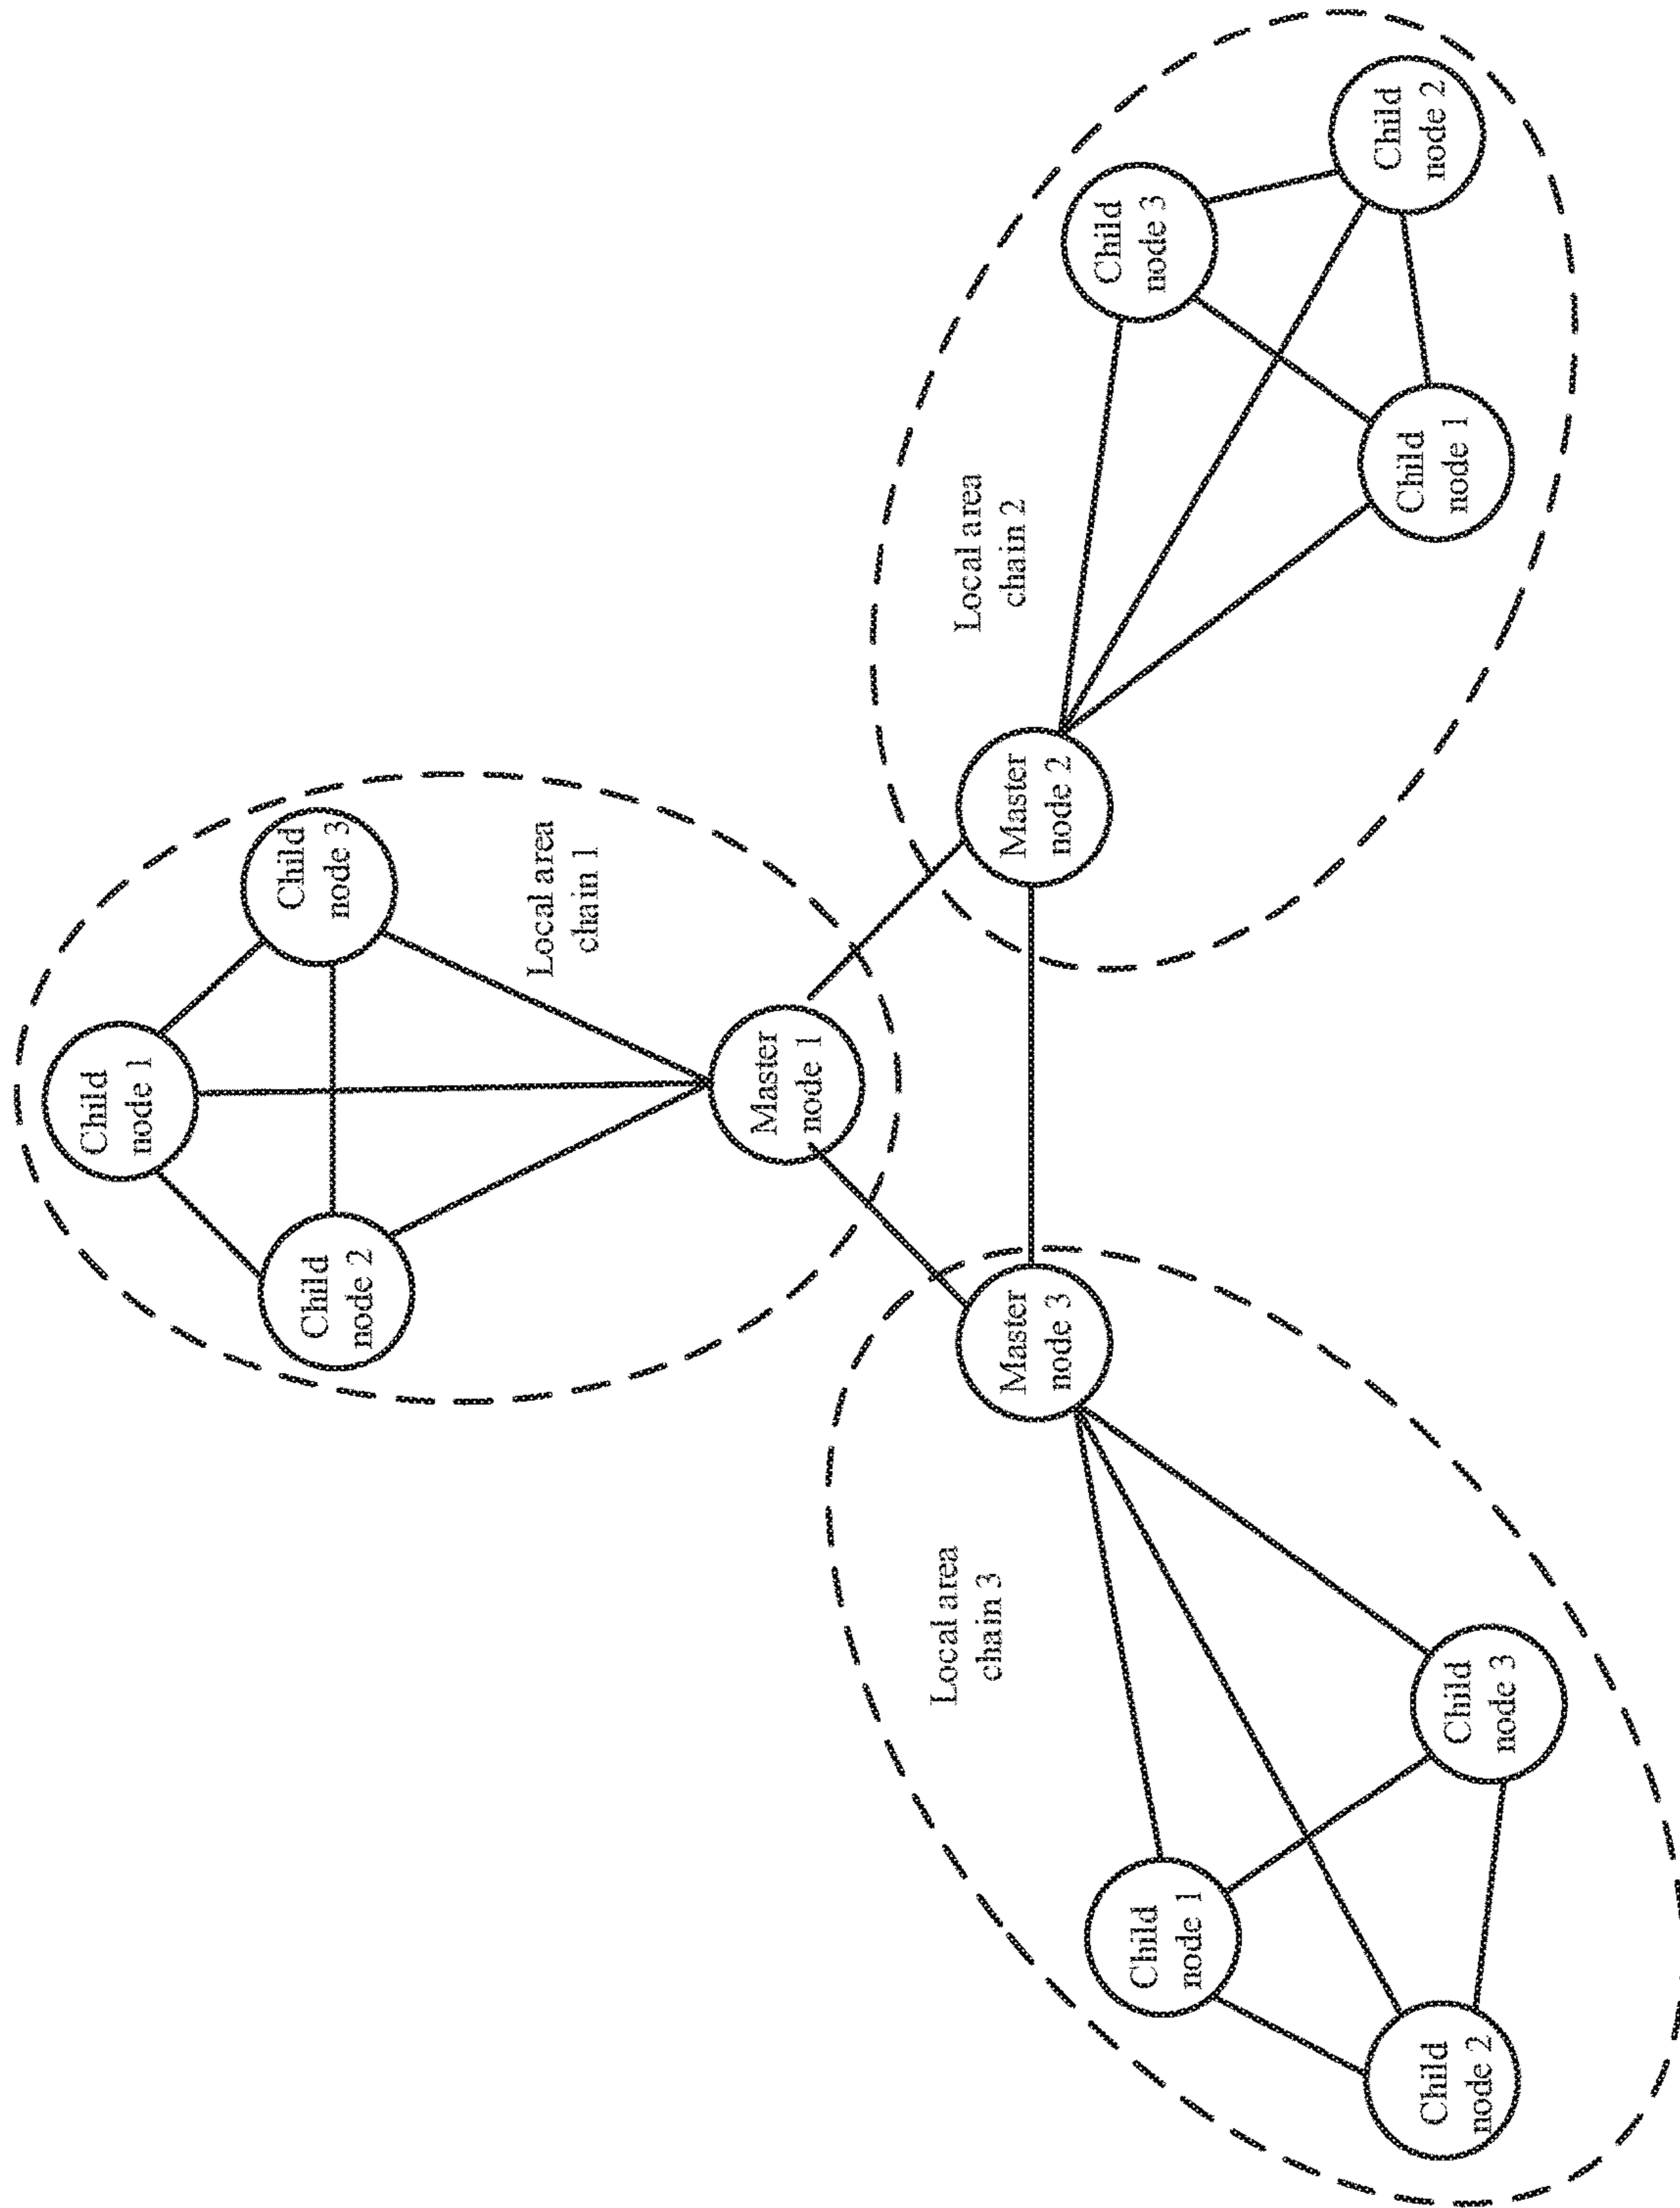 Child
node 1
Child
node 2
Child
node 3
Local area
chain 1
Master
node 1
Master
node 3
Master
node 2
Local area
chain 3
Local area
chain 2
Child
node 1
Child
node 2
Child
node 3
Child
node 3
Child
node 1
Child
node 2